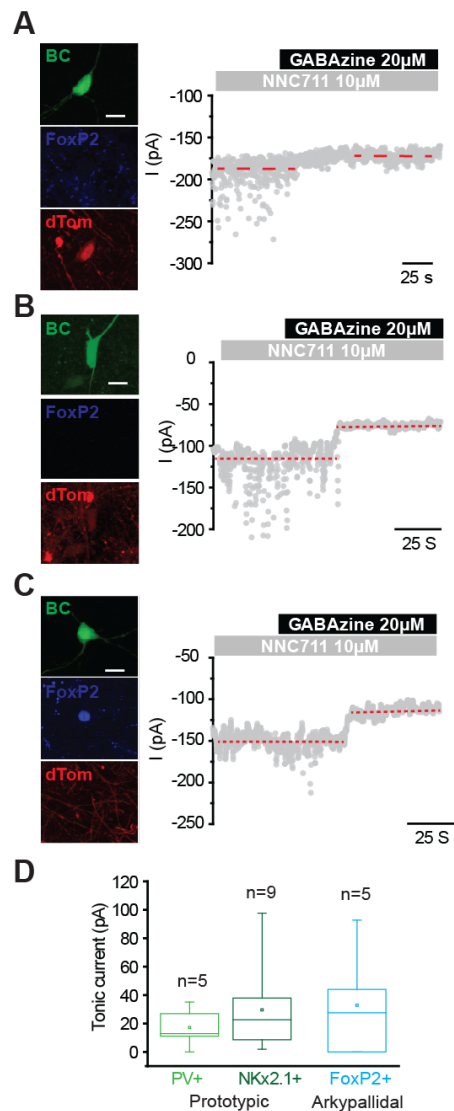 A
BC
FoxP2
dTom
GABAzine 20µM
NNC711 10µM
I (pA)
-100
-150
-200
-250
-300
25 s
B
BC
FoxP2
dTom
GABAzine 20µM
NNC711 10µM
I (pA)
0
-50
-100
-150
-200
25 S
C
BC
FoxP2
dTom
GABAzine 20µM
NNC711 10µM
I (pA)
-50
-100
-150
-200
-250
25 S
D
Tonic current (pA)
120
100
80
60
40
20
0
n=5
n=9
n=5
PV+ NKx2.1+ FoxP2+
Prototypic Arkypallidal